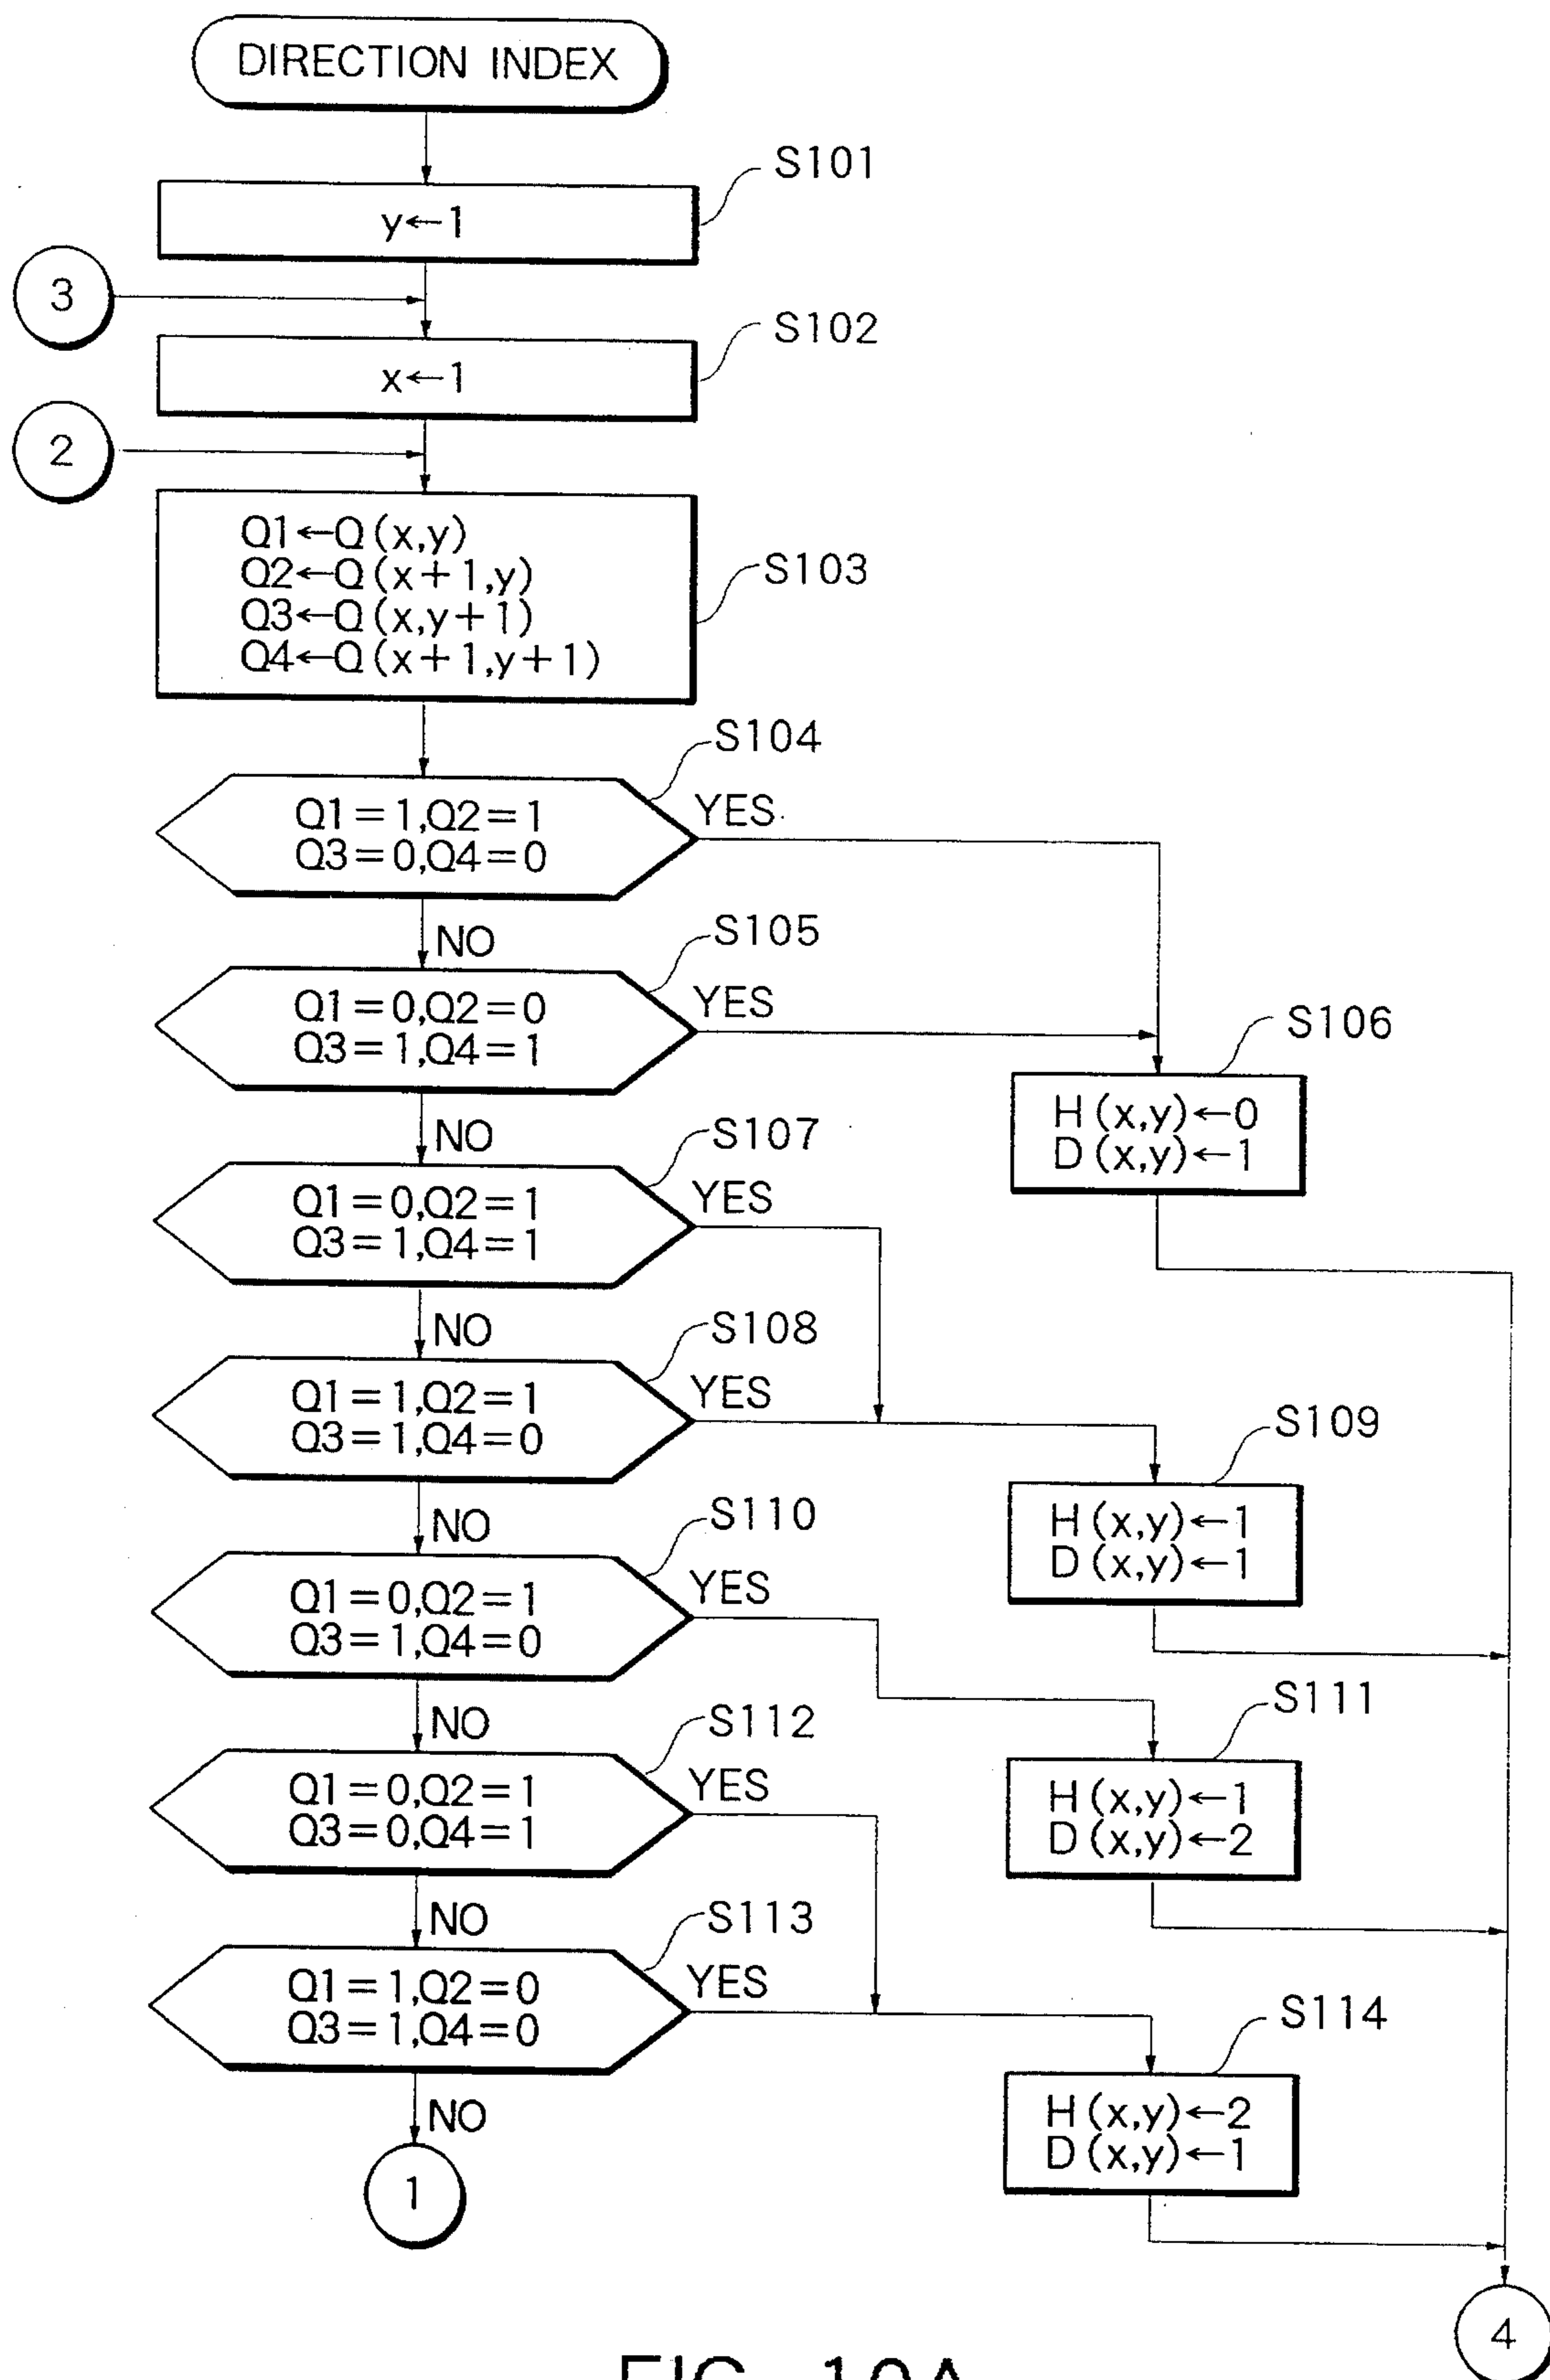 DIRECTION INDEX
S101
y←1
3
S102
x←1
2
Q1←Q(x,y)
Q2←Q(x+1,y)
Q3←Q(x,y+1)
Q4←Q(x+1,y+1)
S103
S104
Q1=1,Q2=1
Q3=0,Q4=0
YES
NO
S105
Q1=0,Q2=0
Q3=1,Q4=1
YES
S106
H(x,y)←0
D(x,y)←1
NO
S107
Q1=0,Q2=1
Q3=1,Q4=1
YES
NO
S108
Q1=1,Q2=1
Q3=1,Q4=0
YES
S109
H(x,y)←1
D(x,y)←1
NO
S110
Q1=0,Q2=1
Q3=1,Q4=0
YES
S111
H(x,y)←1
D(x,y)←2
NO
S112
Q1=0,Q2=1
Q3=0,Q4=1
YES
NO
S113
Q1=1,Q2=0
Q3=1,Q4=0
YES
S114
H(x,y)←2
D(x,y)←1
NO
1
4
FIG. 10A